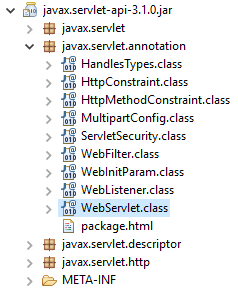 javax.servlet-api-3.1.0.jar
javax.servlet
javax.servlet.annotation
HandlesTypes.class
HttpConstraint.class
HttpMethodConstraint.class
MultipartConfig.class
ServletSecurity.class
WebFilter.class
WebInitParam.class
WebListener.class
WebServlet.class
package.html
javax.servlet.descriptor
javax.servlet.http
META-INF